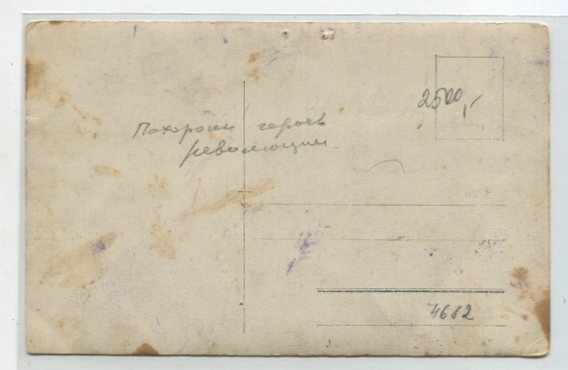 2500,-
Похороны героев
революции
4682